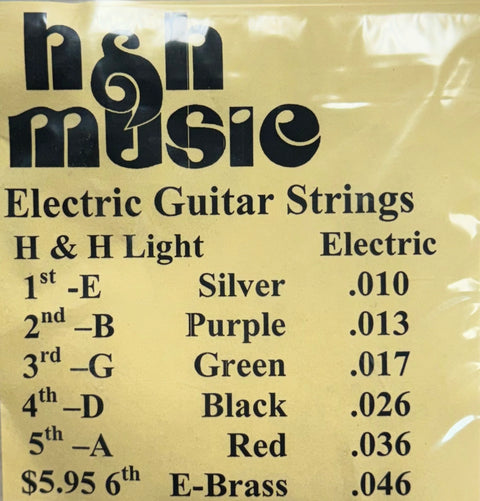 h & h
music
Electric Guitar Strings
H & H Light Electric
1st -E Silver .010
2nd –B Purple .013
3rd –G Green .017
4th –D Black .026
5th –A Red .036
$5.95 6th E-Brass .046